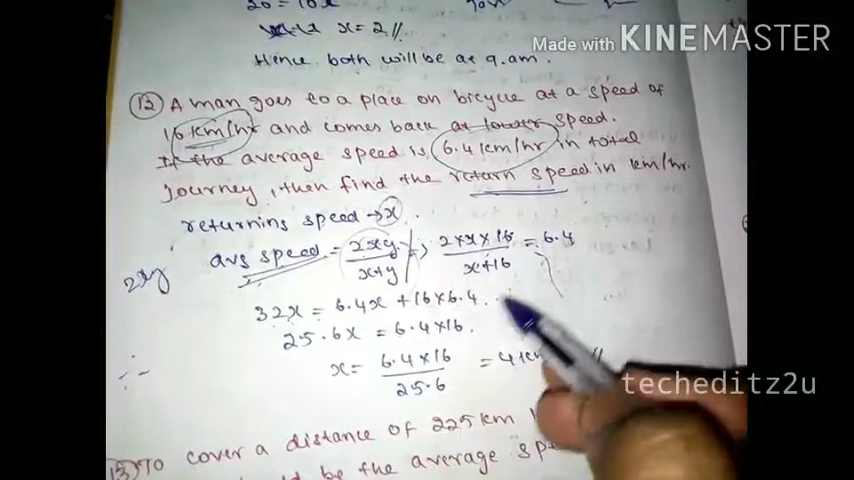 20 = 10x
x = 2 //
Hence both will be at 9.am.
Made with KINEMASTER
(12) A man goes to a place on bicycle at a speed of
16 km/hr and comes back at lower speed.
If the average speed is 6.4 km/hr in total
journey, then find the return speed in km/hr.
returning speed → x
avg speed = 2xy/x+y => 2×x×16/x+16 = 6.4
2xy
32x = 6.4x + 16×6.4
25.6x = 6.4×16.
x = 6.4×16/25.6 = 4 km
techeditz2u
(13) To cover a distance of 225 km
be the average